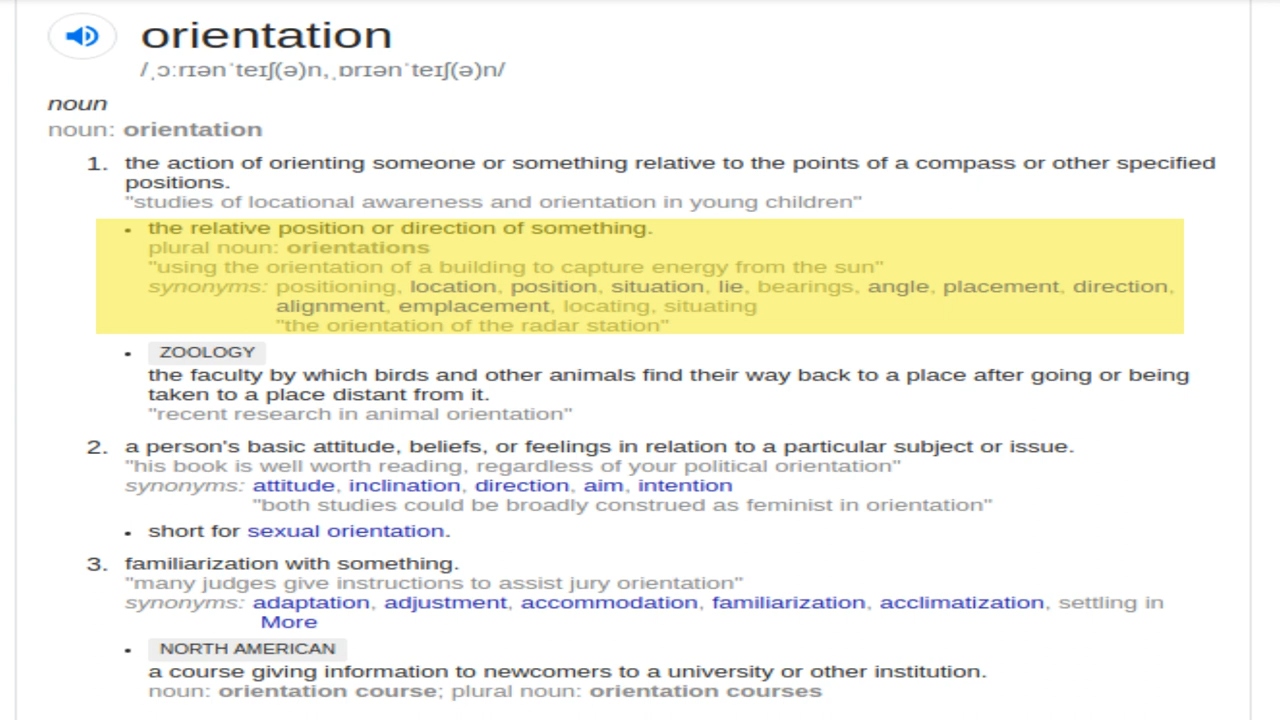 orientation
/ˌɔːrɪənˈteɪʃ(ə)n,ˌɒrɪənˈteɪʃ(ə)n/
noun
noun: orientation
1. the action of orienting someone or something relative to the points of a compass or other specified
positions.
"studies of locational awareness and orientation in young children"
• the relative position or direction of something.
plural noun: orientations
"using the orientation of a building to capture energy from the sun"
synonyms: positioning, location, position, situation, lie, bearings, angle, placement, direction,
alignment, emplacement, locating, situating
"the orientation of the radar station"
• ZOOLOGY
the faculty by which birds and other animals find their way back to a place after going or being
taken to a place distant from it.
"recent research in animal orientation"
2. a person's basic attitude, beliefs, or feelings in relation to a particular subject or issue.
"his book is well worth reading, regardless of your political orientation"
synonyms: attitude, inclination, direction, aim, intention
"both studies could be broadly construed as feminist in orientation"
• short for sexual orientation.
3. familiarization with something.
"many judges give instructions to assist jury orientation"
synonyms: adaptation, adjustment, accommodation, familiarization, acclimatization, settling in
More
• NORTH AMERICAN
a course giving information to newcomers to a university or other institution.
noun: orientation course; plural noun: orientation courses